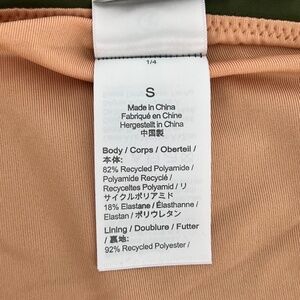 1/4
S
Made in China
Fabriqué en Chine
Hergestellt in China
中国製
Body / Corps / Oberteil /
本体:
82% Recycled Polyamide /
Polyamide Recyclé /
Recyceltes Polyamid / リ
サイクルポリアミド
18% Elastane / Élasthanne /
Elastan / ポリウレタン
Lining / Doublure / Futter
/ 裏地:
92% Recycled Polyester /